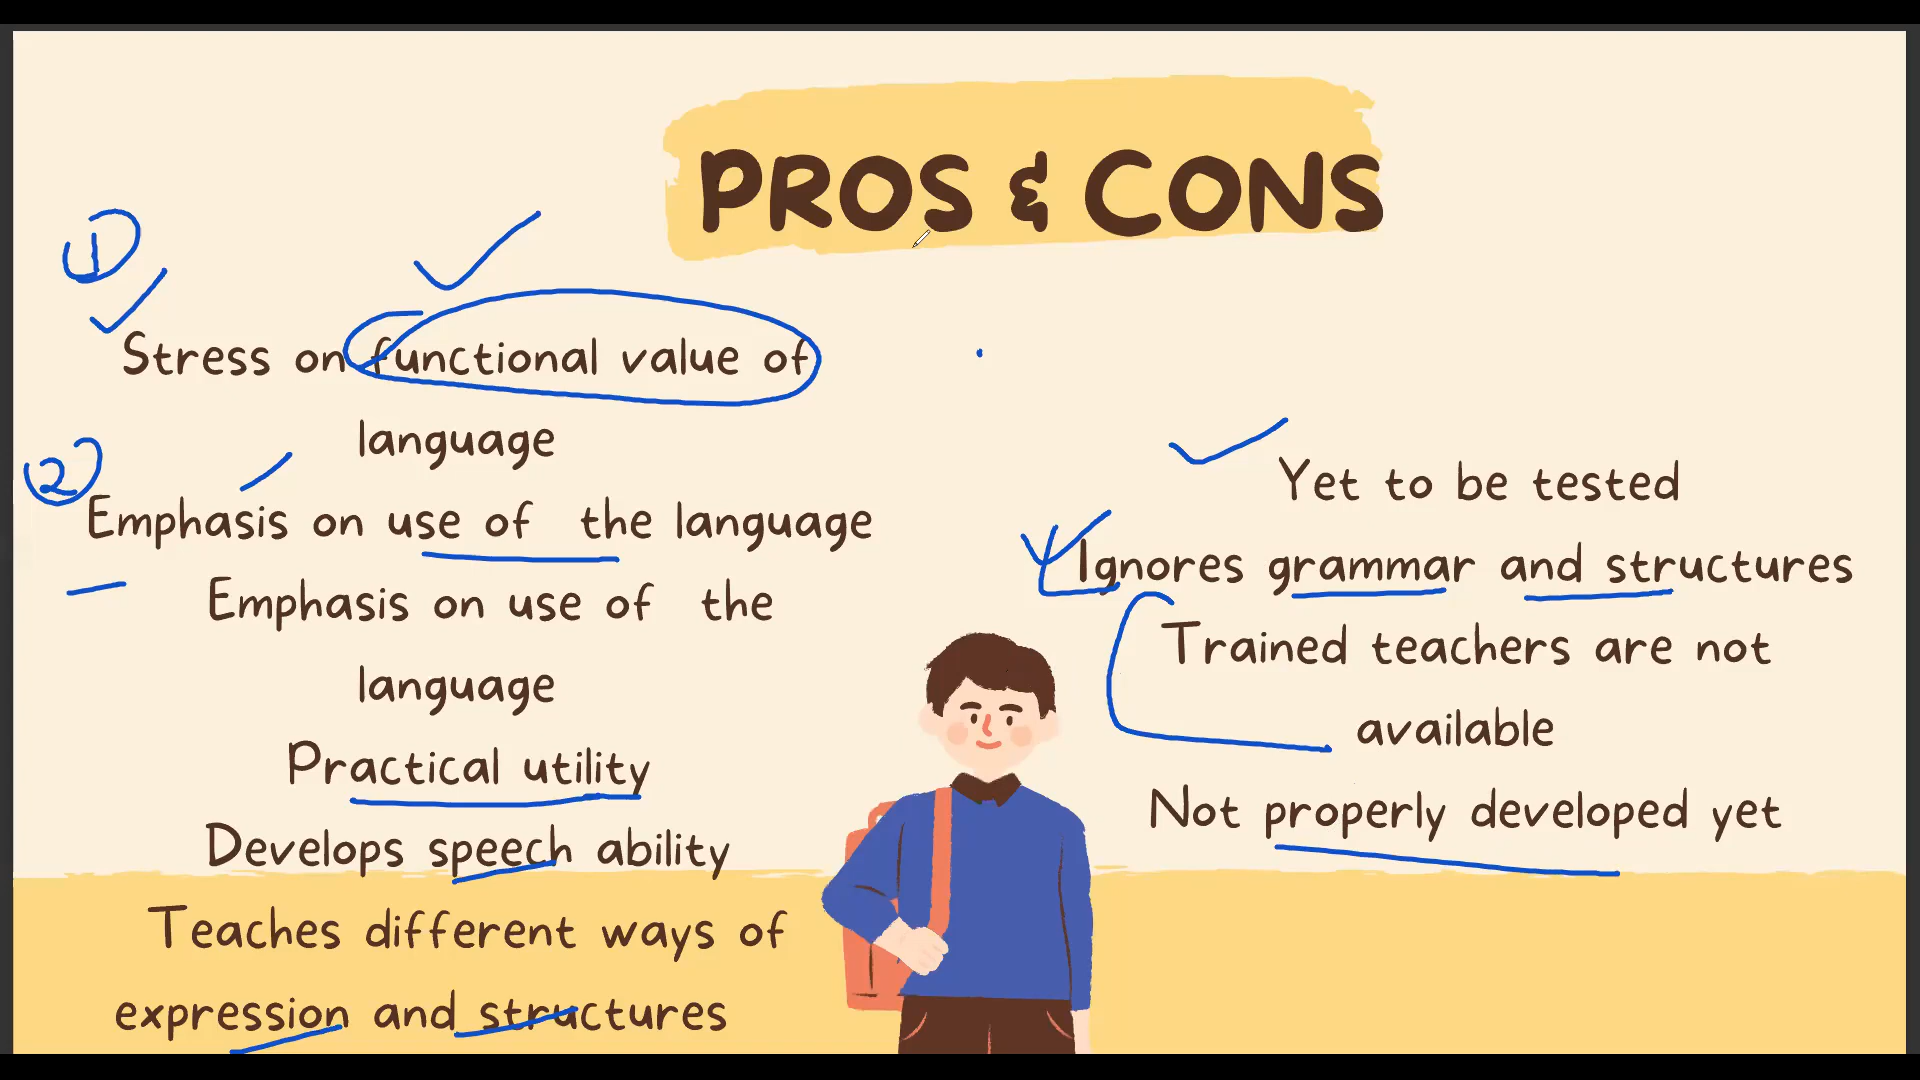 PROS & CONS
1
Stress on functional value of
language
2
Emphasis on use of the language
Emphasis on use of the
language
Practical utility
Develops speech ability
Teaches different ways of
expression and structures
Yet to be tested
Ignores grammar and structures
Trained teachers are not
available
Not properly developed yet